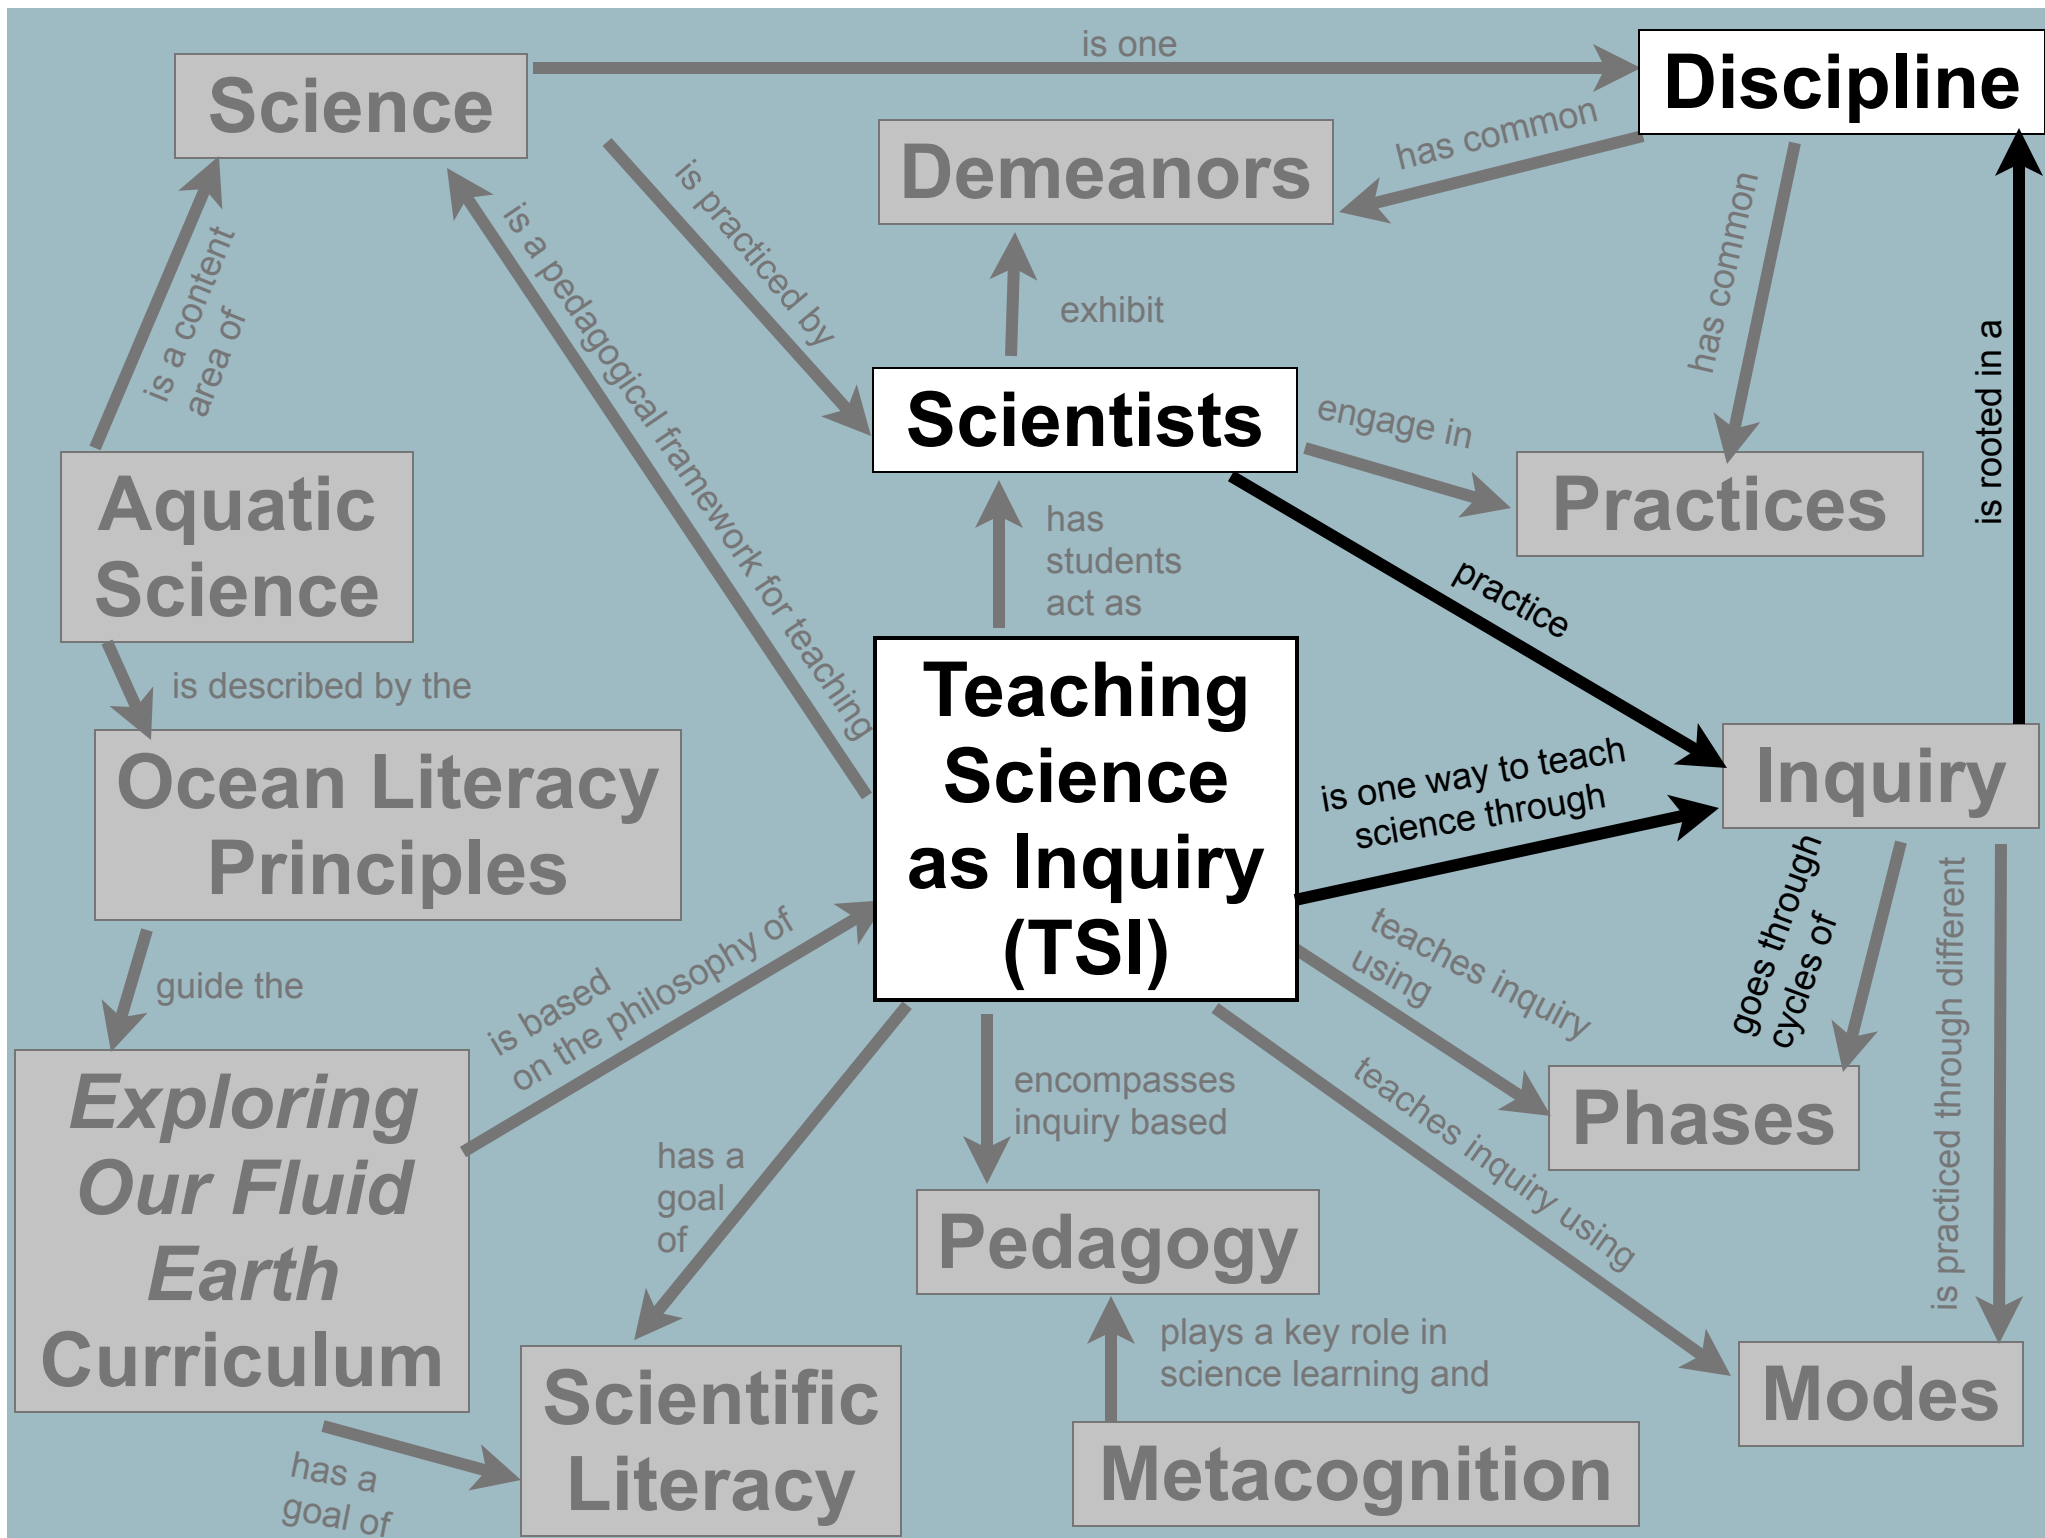 is one
Discipline
Science
has common
Demeanors
is practiced by
has common
is a pedagogical framework for teaching
is a content
area of
exhibit
is rooted in a
Scientists
engage in
Aquatic
Science
Practices
has
students
act as
practice
is described by the
Teaching
Science
as Inquiry
(TSI)
Ocean Literacy
Principles
is one way to teach
science through
Inquiry
goes through
cycles of
is practiced through different
teaches inquiry
using
guide the
is based
on the philosophy of
Exploring
Our Fluid
Earth
Curriculum
encompasses
inquiry based
teaches inquiry using
Phases
has a
goal
of
Pedagogy
plays a key role in
science learning and
Scientific
Literacy
Modes
Metacognition
has a
goal of